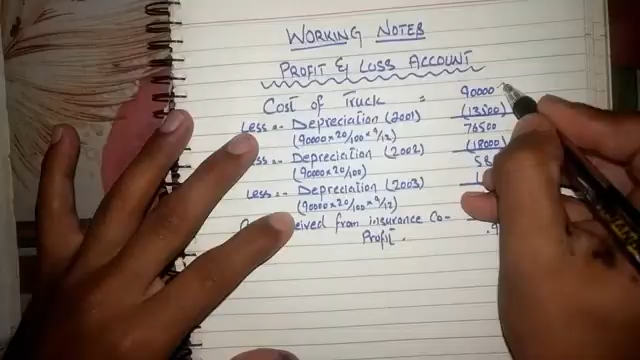 WORKING NOTES
PROFIT & LOSS ACCOUNT
Cost of Truck = 90000
Less:- Depreciation (2001) (13500)
(90000×20/100×9/12) 76500
Depreciation (2002) (18000)
(90000×20/100) 58
Less:- Depreciation (2003)
(90000×20/100×9/12)
from insurance Co-
Profit.